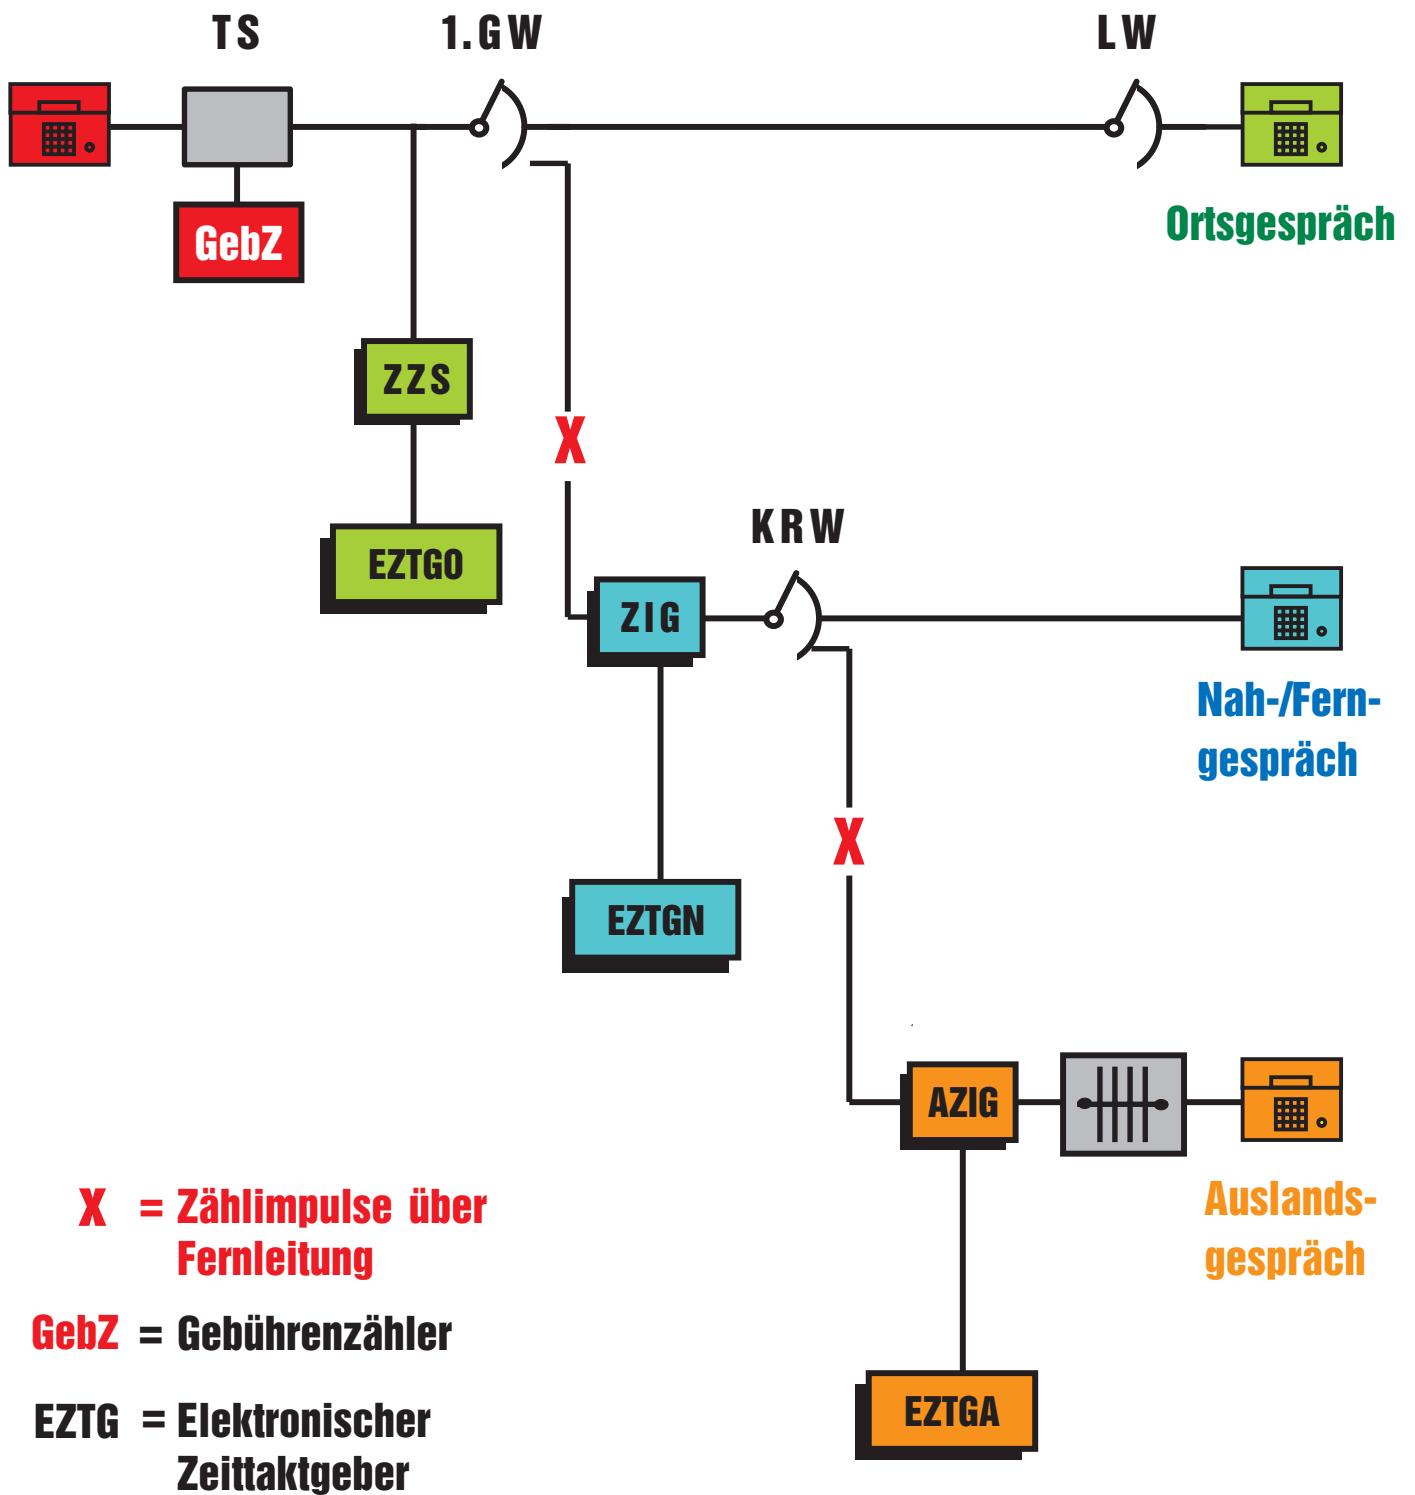 TS
1.GW
LW
GebZ
Ortsgespräch
ZZS
X
EZTGO
KRW
ZIG
Nah-/Fern-
gespräch
X
EZTGN
AZIG
Auslands-
gespräch
X = Zählimpulse über
Fernleitung
GebZ = Gebührenzähler
EZTGA
EZTG = Elektronischer
Zeittaktgeber